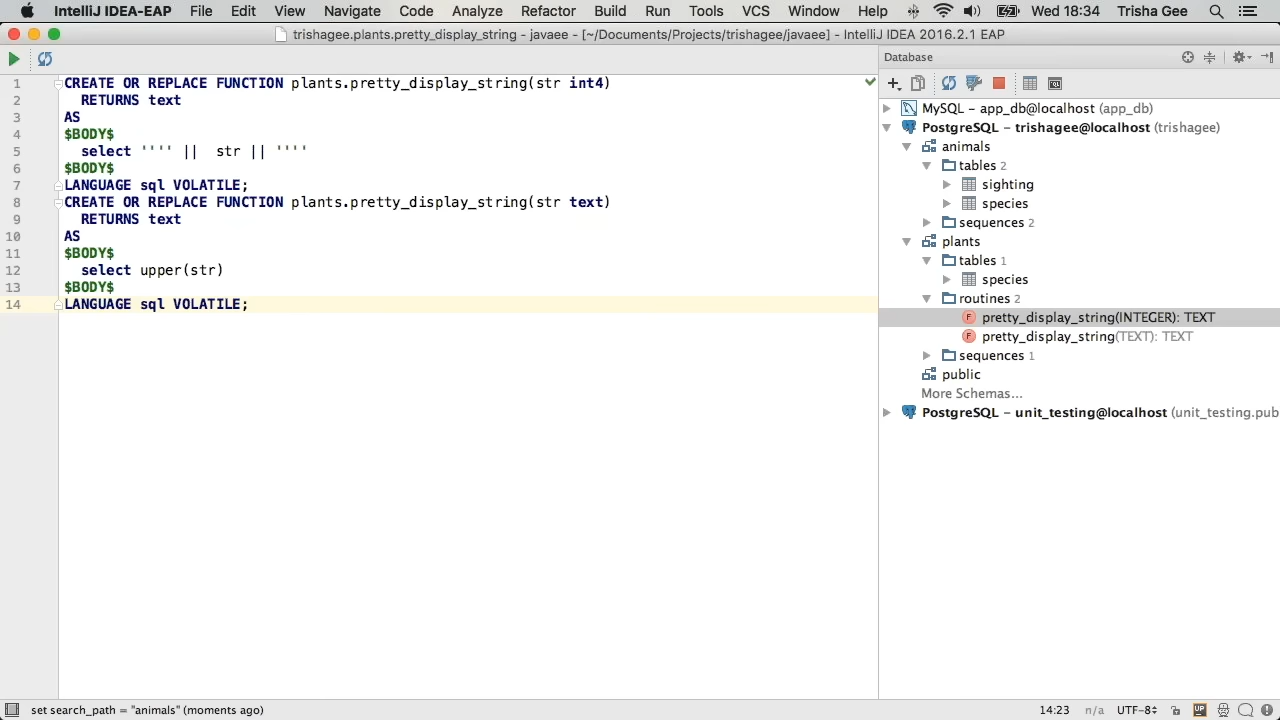 IntelliJ IDEA-EAP File Edit View Navigate Code Analyze Refactor Build Run Tools VCS Window Help Wed 18:34 Trisha Gee
trishagee.plants.pretty_display_string - javaee - [~/Documents/Projects/trishagee/javaee] - IntelliJ IDEA 2016.2.1 EAP
Database
1 CREATE OR REPLACE FUNCTION plants.pretty_display_string(str int4)
2 RETURNS text
3 AS
4 $BODY$
5 select '''' || str || ''''
6 $BODY$
7 LANGUAGE sql VOLATILE;
8 CREATE OR REPLACE FUNCTION plants.pretty_display_string(str text)
9 RETURNS text
10 AS
11 $BODY$
12 select upper(str)
13 $BODY$
14 LANGUAGE sql VOLATILE;
MySQL – app_db@localhost (app_db)
PostgreSQL – trishagee@localhost (trishagee)
animals
tables 2
sighting
species
sequences 2
plants
tables 1
species
routines 2
F pretty_display_string(INTEGER): TEXT
F pretty_display_string(TEXT): TEXT
sequences 1
public
More Schemas...
PostgreSQL – unit_testing@localhost (unit_testing.pub
set search_path = "animals" (moments ago)
14:23 n/a UTF-8 UP